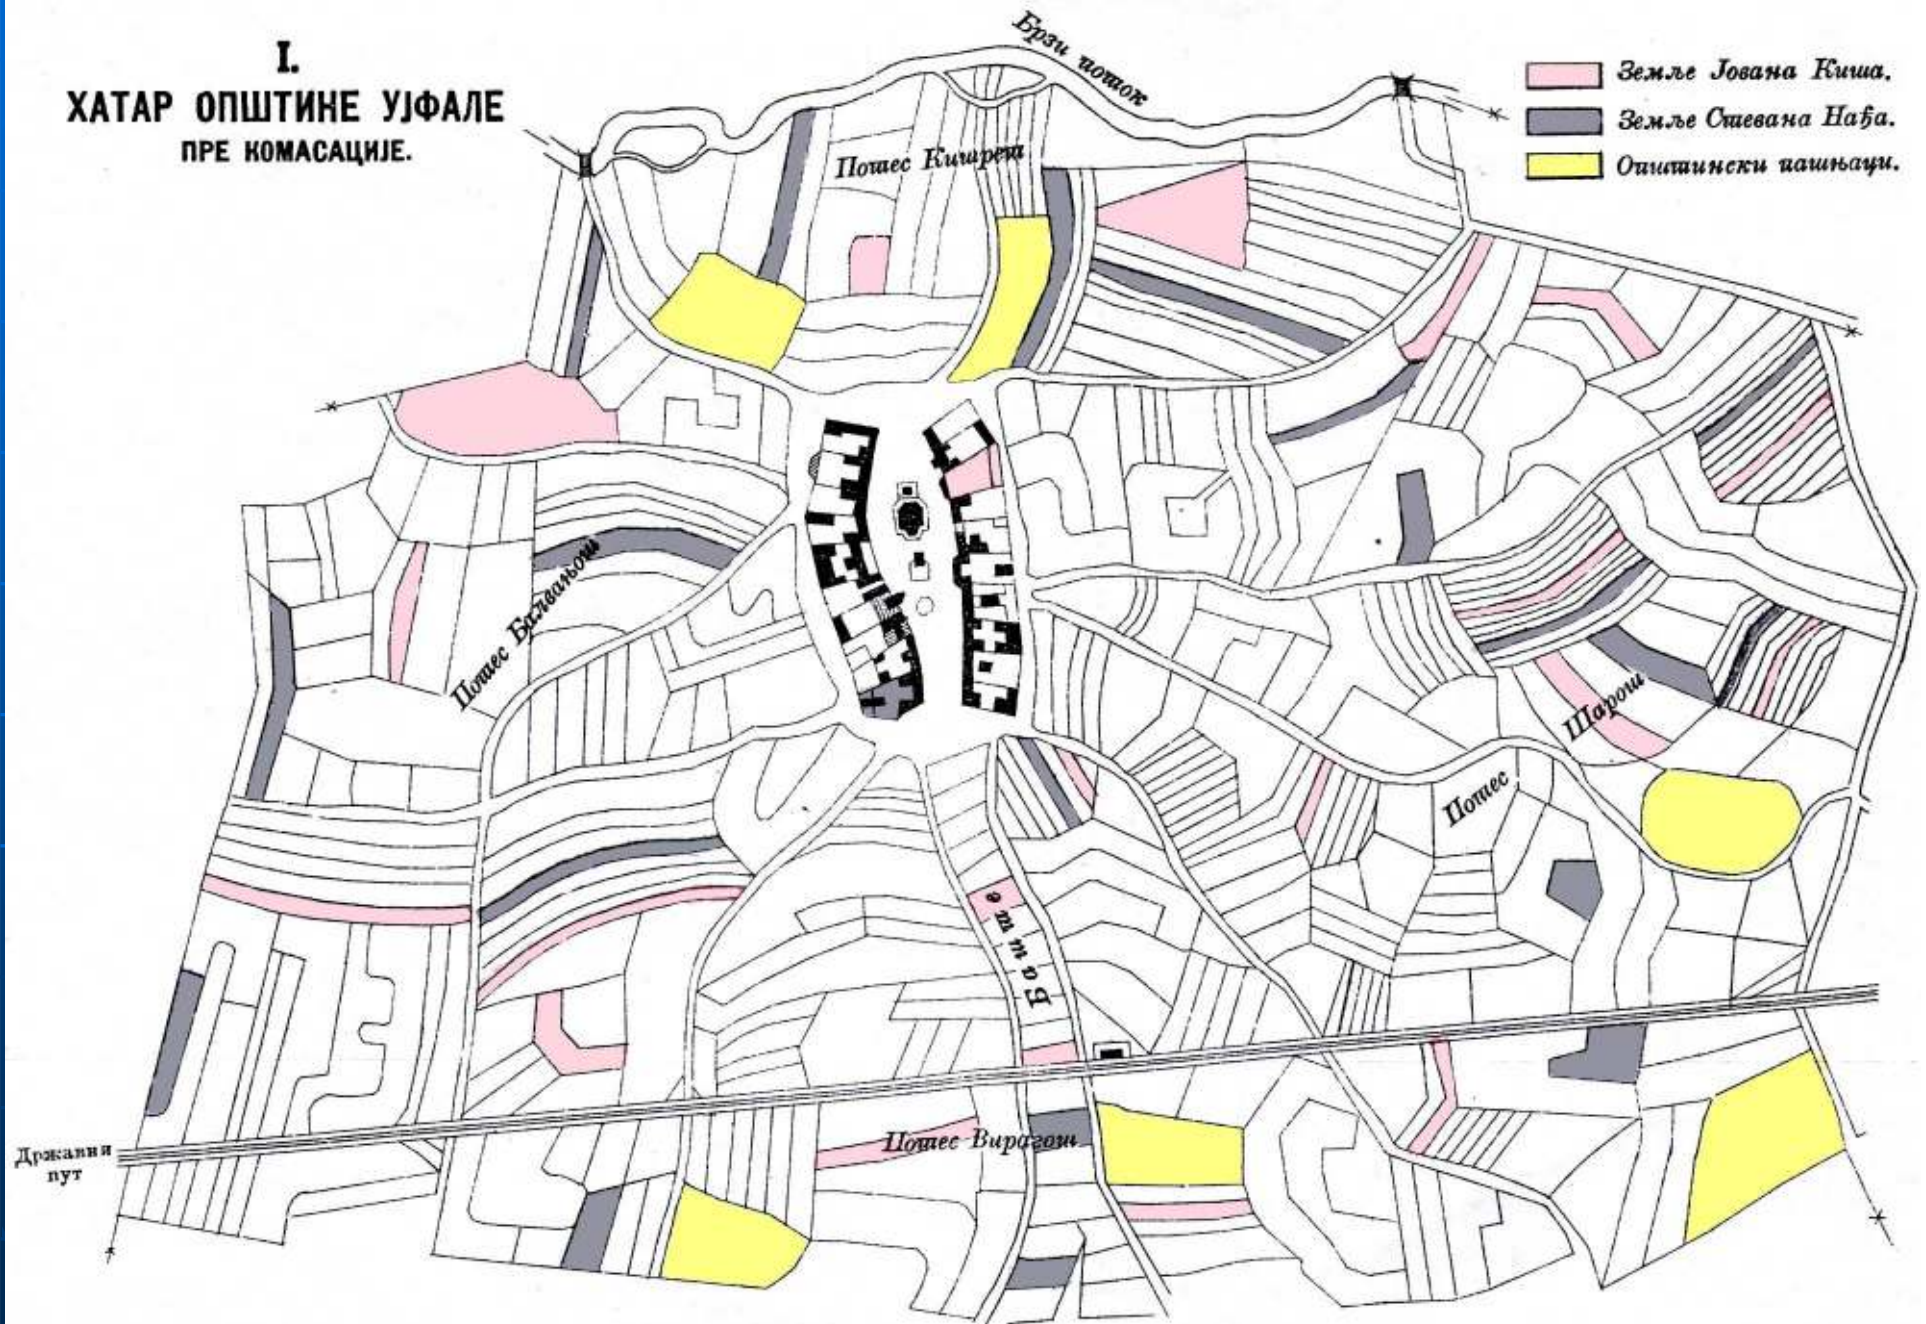 I.
ХАТАР ОПШТИНЕ УЈФАЛЕ
ПРЕ КОМАСАЦИЈЕ.
Брзи поток
Земље Јована Киша.
Земље Стевана Нађа.
Општински пашњаци.
Потес Кишрет
Потес Балвањош
Шарош
Потес
Баште
Потес Вирагош
Државни
пут